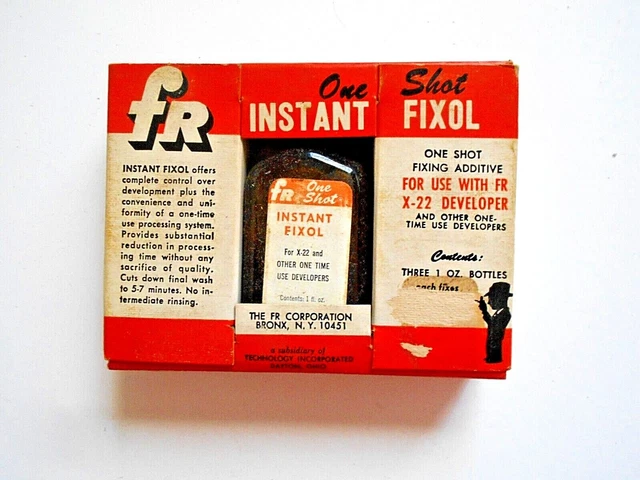 fR
INSTANT FIXOL offers
complete control over
development plus the
convenience and uni-
formity of a one-time
use processing system.
Provides substantial
reduction in process-
ing time without any
sacrifice of quality.
Cuts down final wash
to 5-7 minutes. No in-
termediate rinsing.
One Shot
INSTANT FIXOL
fR One
Shot
INSTANT
FIXOL
For X-22 and
OTHER ONE TIME
USE DEVELOPERS
Contents: 1 fl. oz.
THE FR CORPORATION
BRONX, N.Y. 10451
a subsidiary of
TECHNOLOGY INCORPORATED
DAYTON, OHIO
ONE SHOT
FIXING ADDITIVE
FOR USE WITH FR
X-22 DEVELOPER
AND OTHER ONE-
TIME USE DEVELOPERS
Contents:
THREE 1 OZ. BOTTLES
each fixes